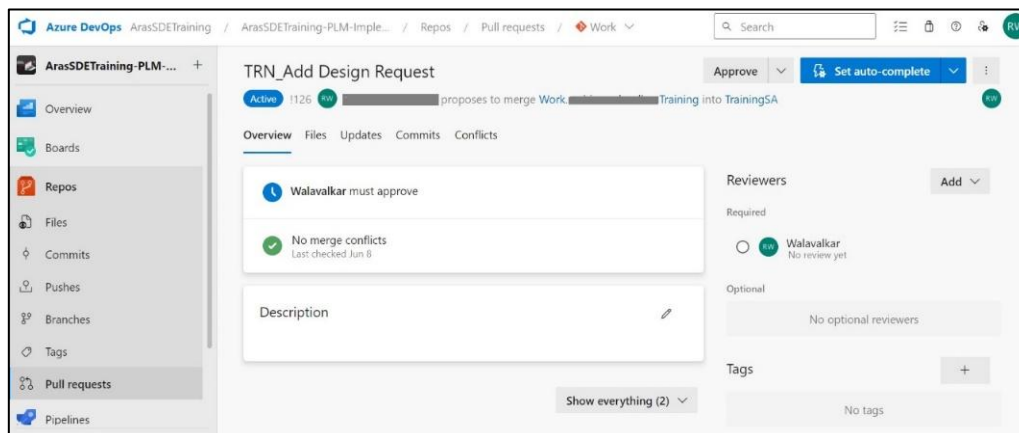 Azure DevOps ArasSDETraining / ArasSDETraining-PLM-Imple... / Repos / Pull requests / Work
Search
RW
ArasSDETraining-PLM-... +
Overview
Boards
Repos
Files
Commits
Pushes
Branches
Tags
Pull requests
Pipelines
TRN_Add Design Request
Approve
Set auto-complete
Active !126 RW proposes to merge Work. Training into TrainingSA
RW
Overview Files Updates Commits Conflicts
Walavalkar must approve
No merge conflicts
Last checked Jun 8
Description
Show everything (2)
Reviewers
Add
Required
RW Walavalkar
No review yet
Optional
No optional reviewers
Tags
+
No tags